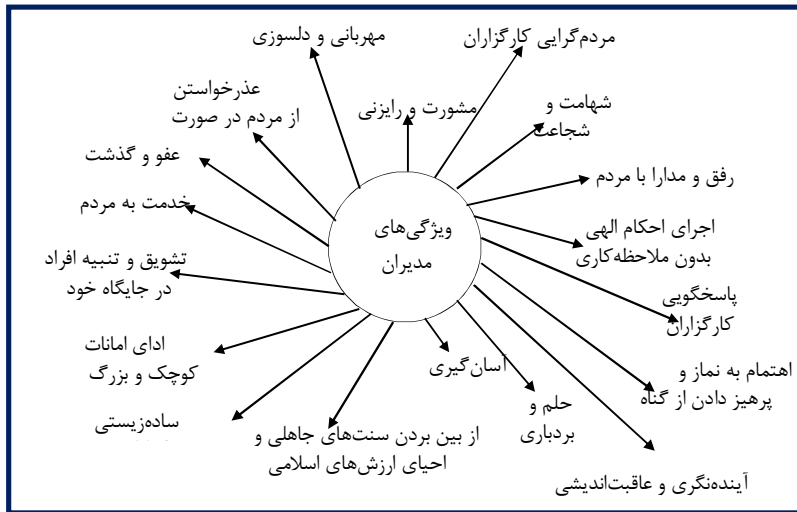 مهربانی و دلسوزی
مردم‌گرایی کارگزاران
عذرخواستن
از مردم در صورت
مشورت و رایزنی
شهامت و
شجاعت
عفو و گذشت
رفق و مدارا با مردم
خدمت به مردم
ویژگی‌های
مدیران
اجرای احکام الهی
بدون ملاحظه‌کاری
تشویق و تنبیه افراد
در جایگاه خود
پاسخگویی
کارگزاران
ادای امانات
کوچک و بزرگ
آسان‌گیری
اهتمام به نماز و
پرهیز دادن از گناه
حلم و
بردباری
ساده‌زیستی
از بین بردن سنت‌های جاهلی و
احیای ارزش‌های اسلامی
آینده‌نگری و عاقبت‌اندیشی